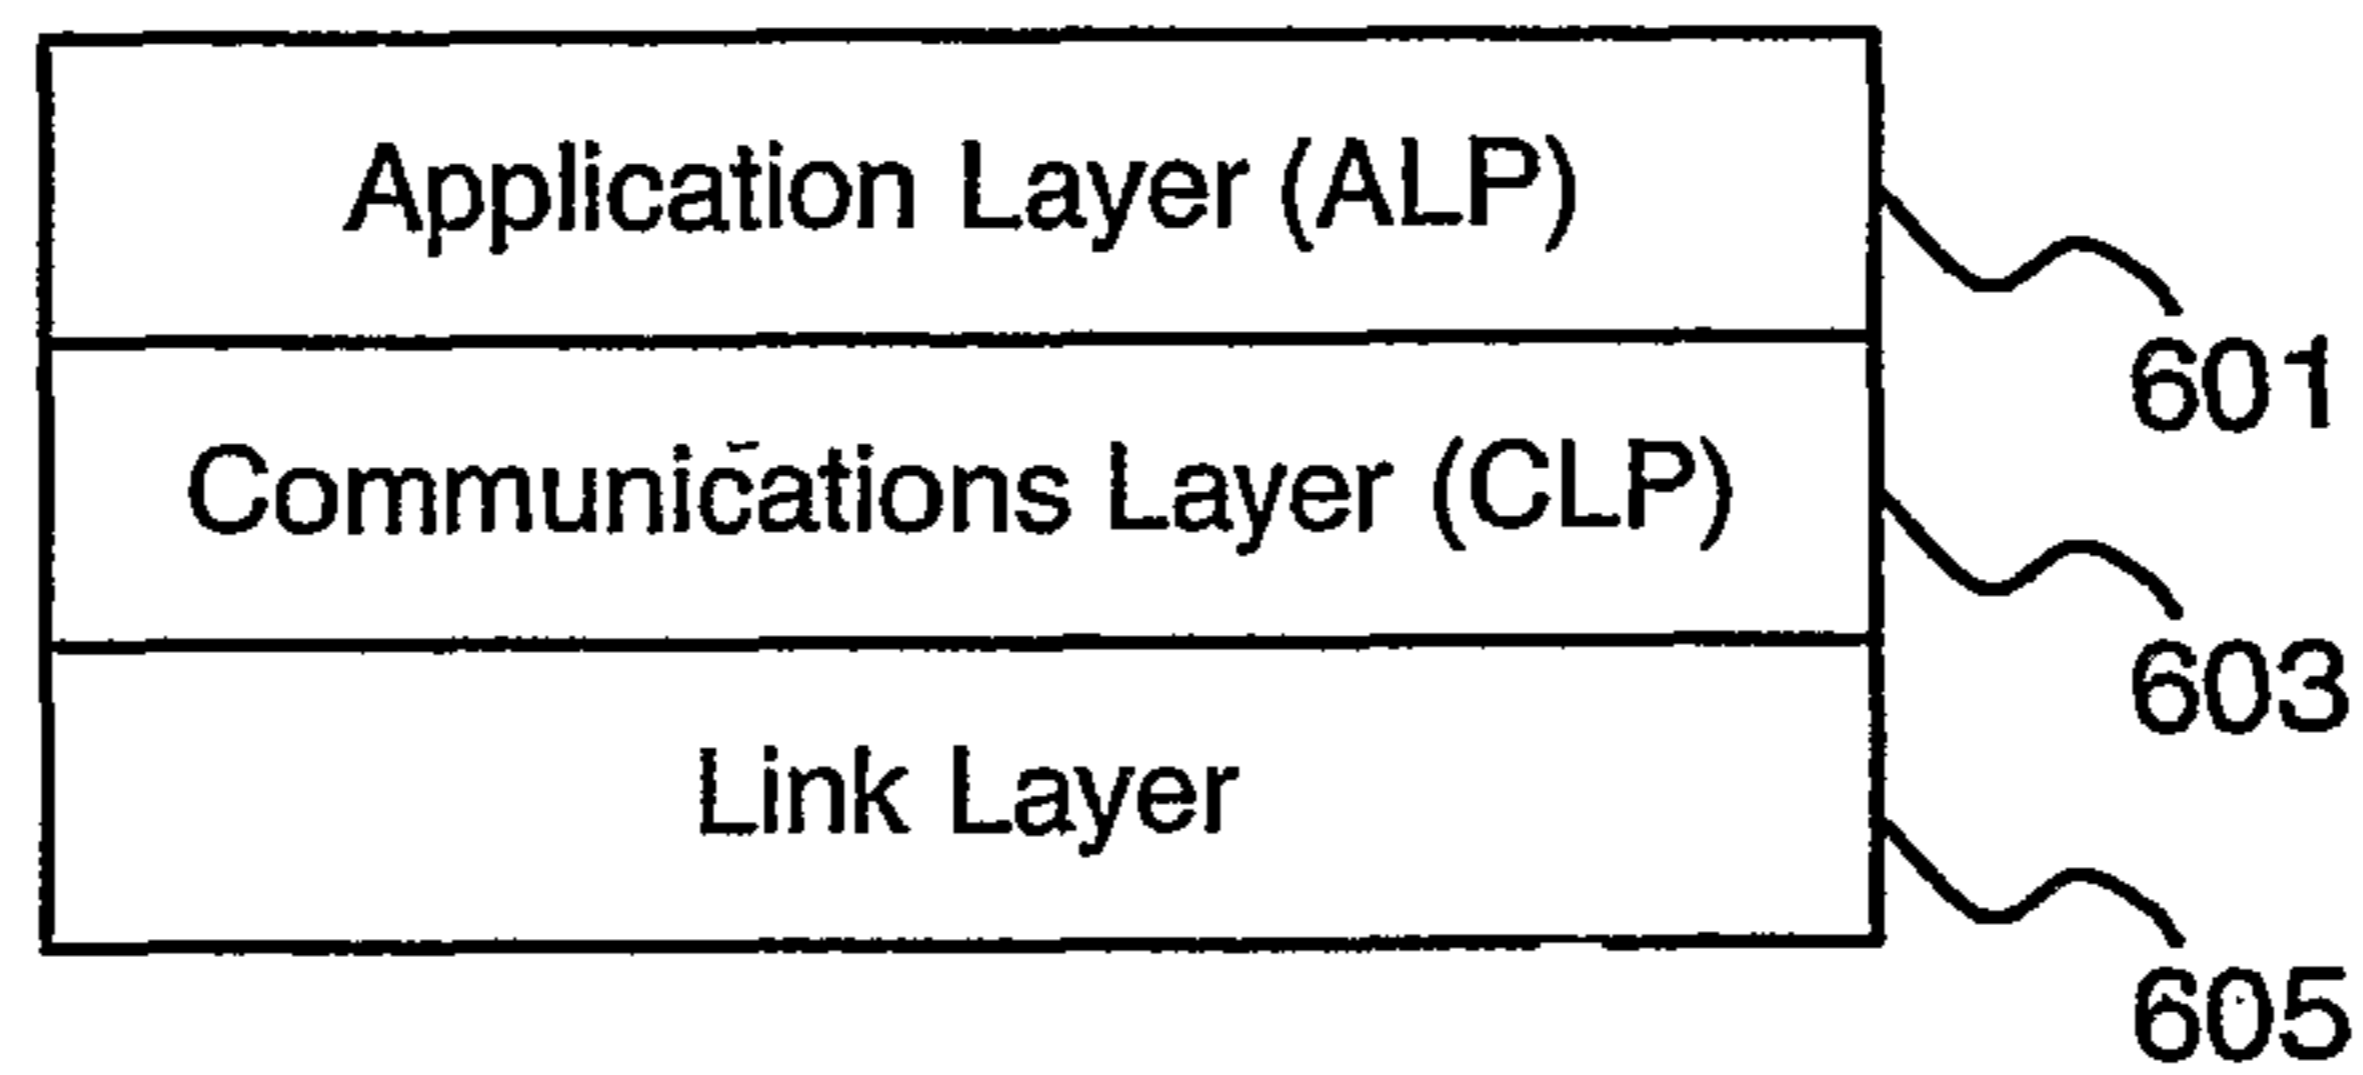 Application Layer (ALP)
601
Communications Layer (CLP)
603
Link Layer
605